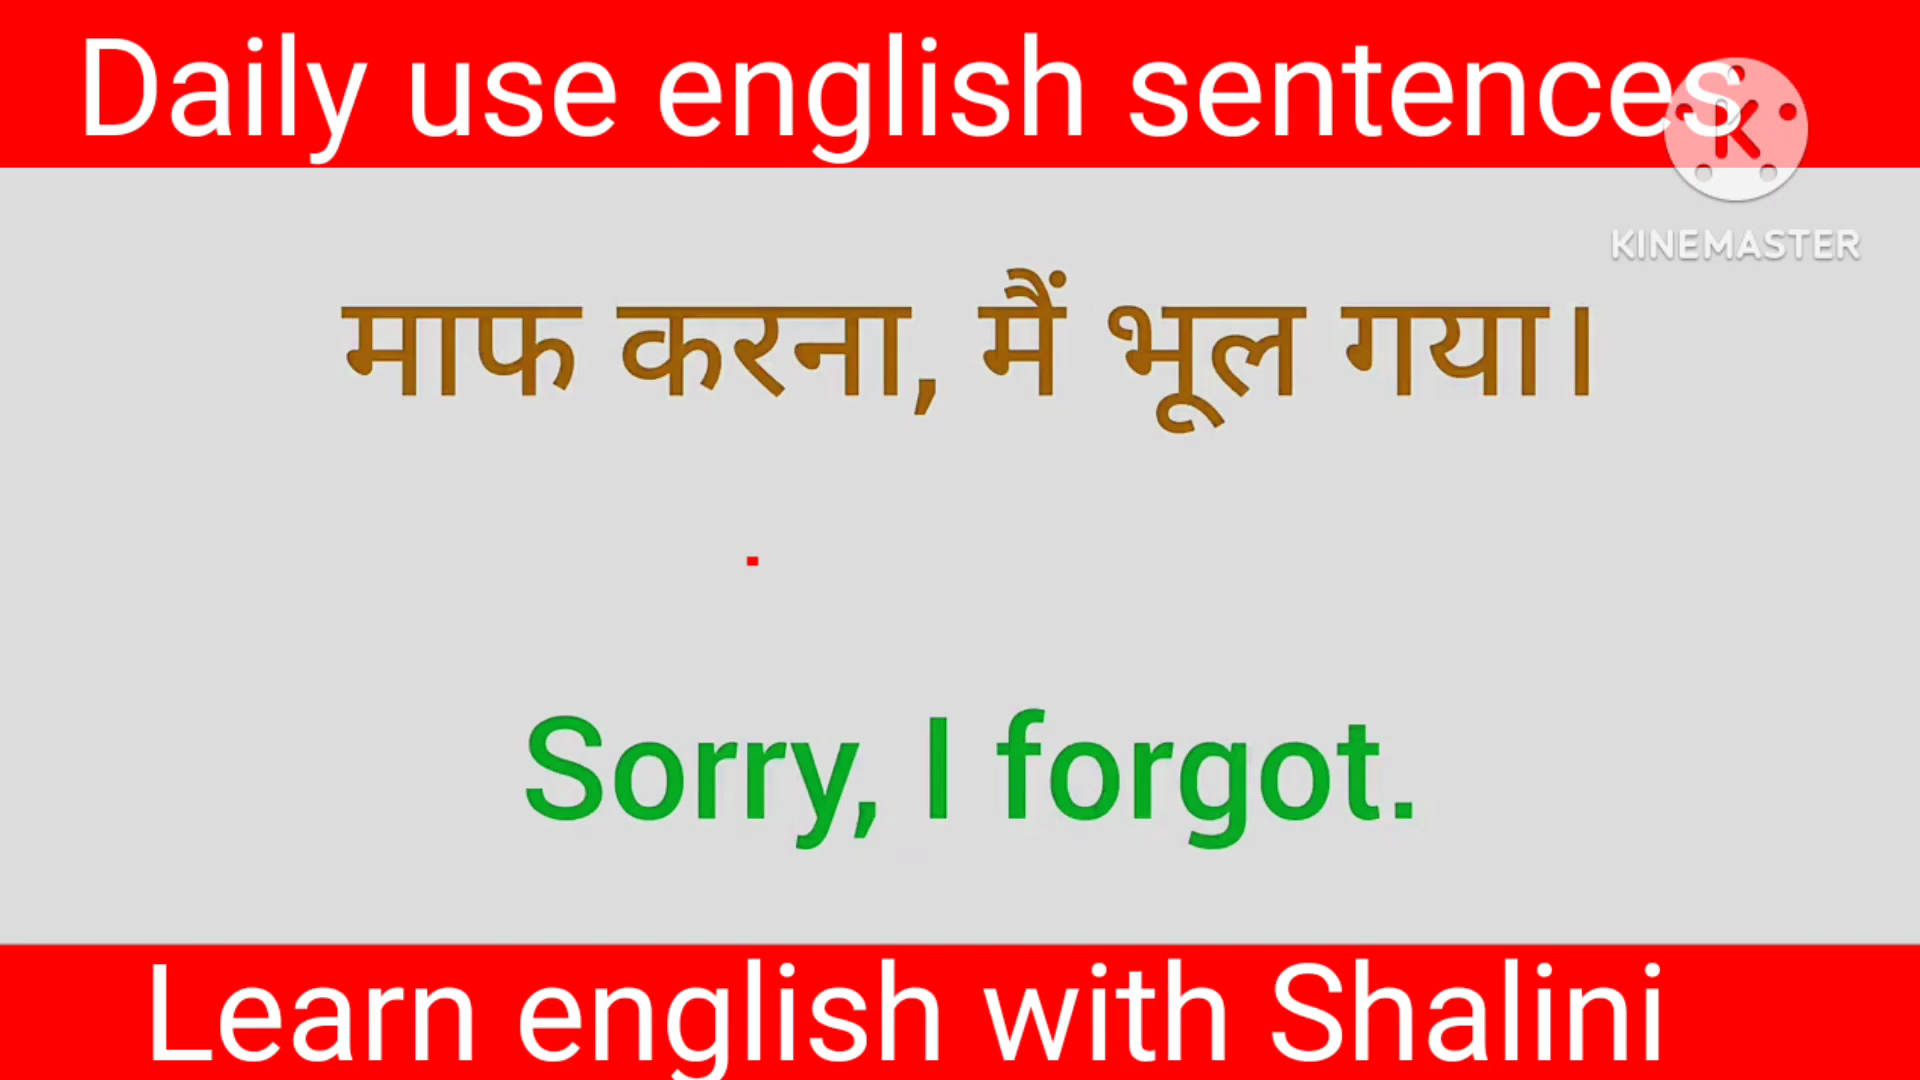 Daily use english sentences
KINEMASTER
माफ करना, मैं भूल गया।
Sorry, I forgot.
Learn english with Shalini